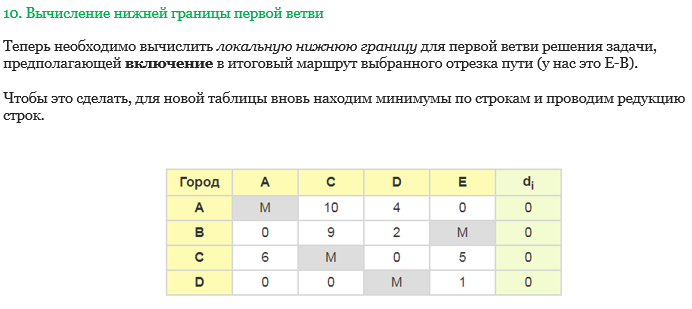 10. Вычисление нижней границы первой ветви
Теперь необходимо вычислить локальную нижнюю границу для первой ветви решения задачи,
предполагающей включение в итоговый маршрут выбранного отрезка пути (у нас это E-B).
Чтобы это сделать, для новой таблицы вновь находим минимумы по строкам и проводим редукцию
строк.
Город A C D E di
A M 10 4 0 0
B 0 9 2 M 0
C 6 M 0 5 0
D 0 0 M 1 0